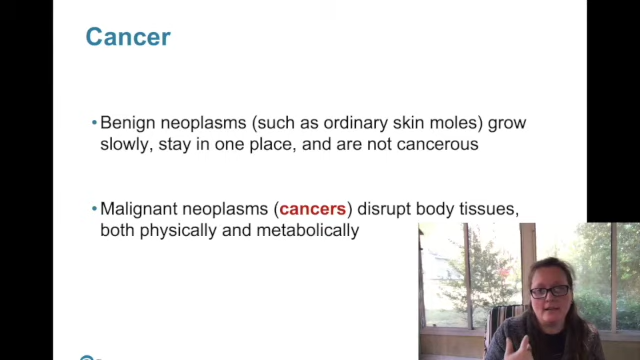 Cancer
• Benign neoplasms (such as ordinary skin moles) grow
slowly, stay in one place, and are not cancerous
• Malignant neoplasms (cancers) disrupt body tissues,
both physically and metabolically